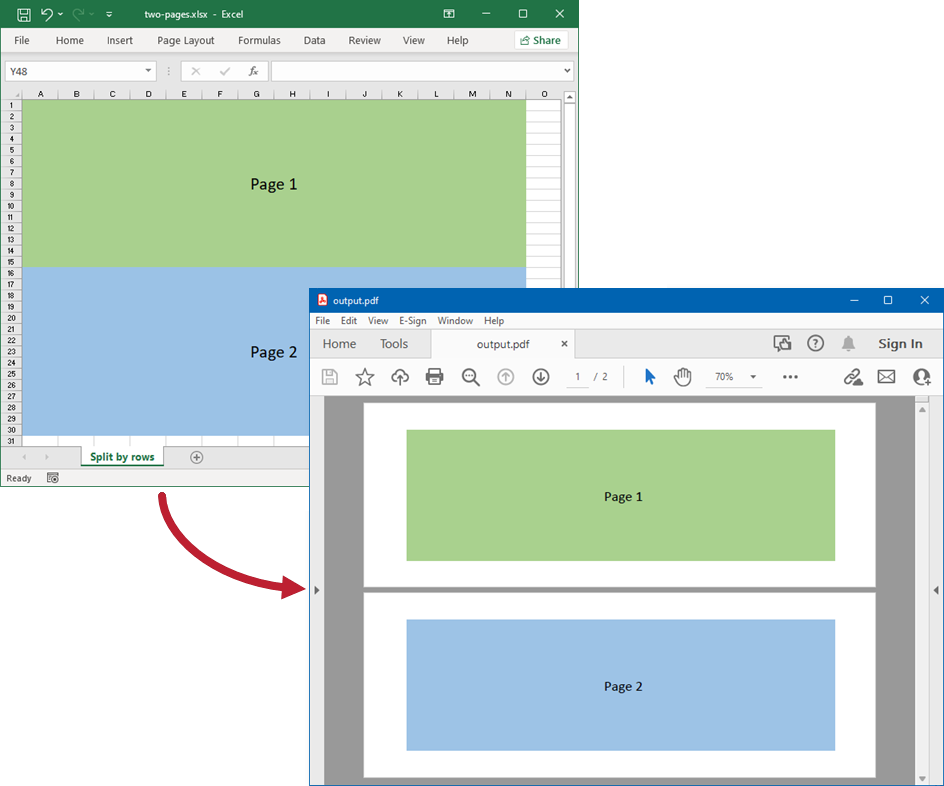 two-pages.xlsx - Excel
File Home Insert Page Layout Formulas Data Review View Help Share
Y48 fx
A B C D E F G H I J K L M N O
1
2
3
4
5
6
7
8
9
10
11
12
13
14
15
16
17
18
19
20
21
22
23
24
25
26
27
28
29
30
31
Page 1
Page 2
Split by rows
Ready
output.pdf
File Edit View E-Sign Window Help
Home Tools output.pdf × Sign In
1 / 2 70%
Page 1
Page 2